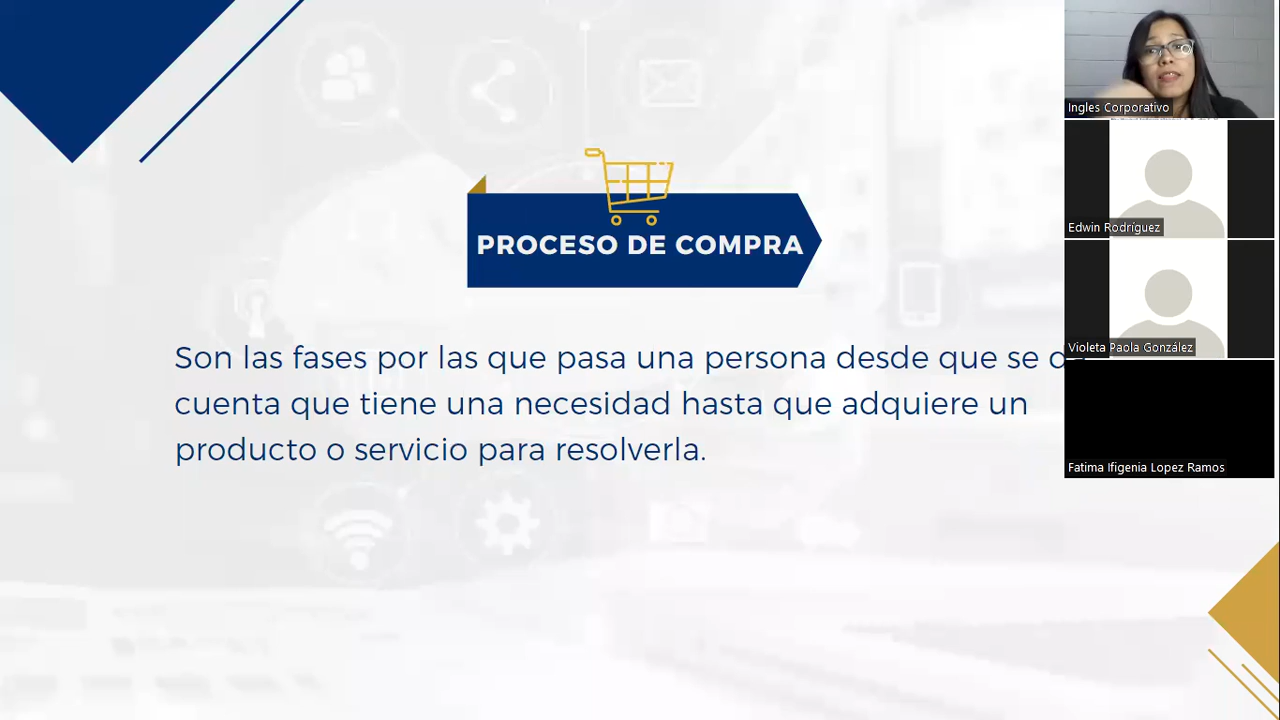 PROCESO DE COMPRA
Son las fases por las que pasa una persona desde que se
cuenta que tiene una necesidad hasta que adquiere un
producto o servicio para resolverla.
Ingles Corporativo
Edwin Rodríguez
Violeta Paola González
Fatima Ifigenia Lopez Ramos